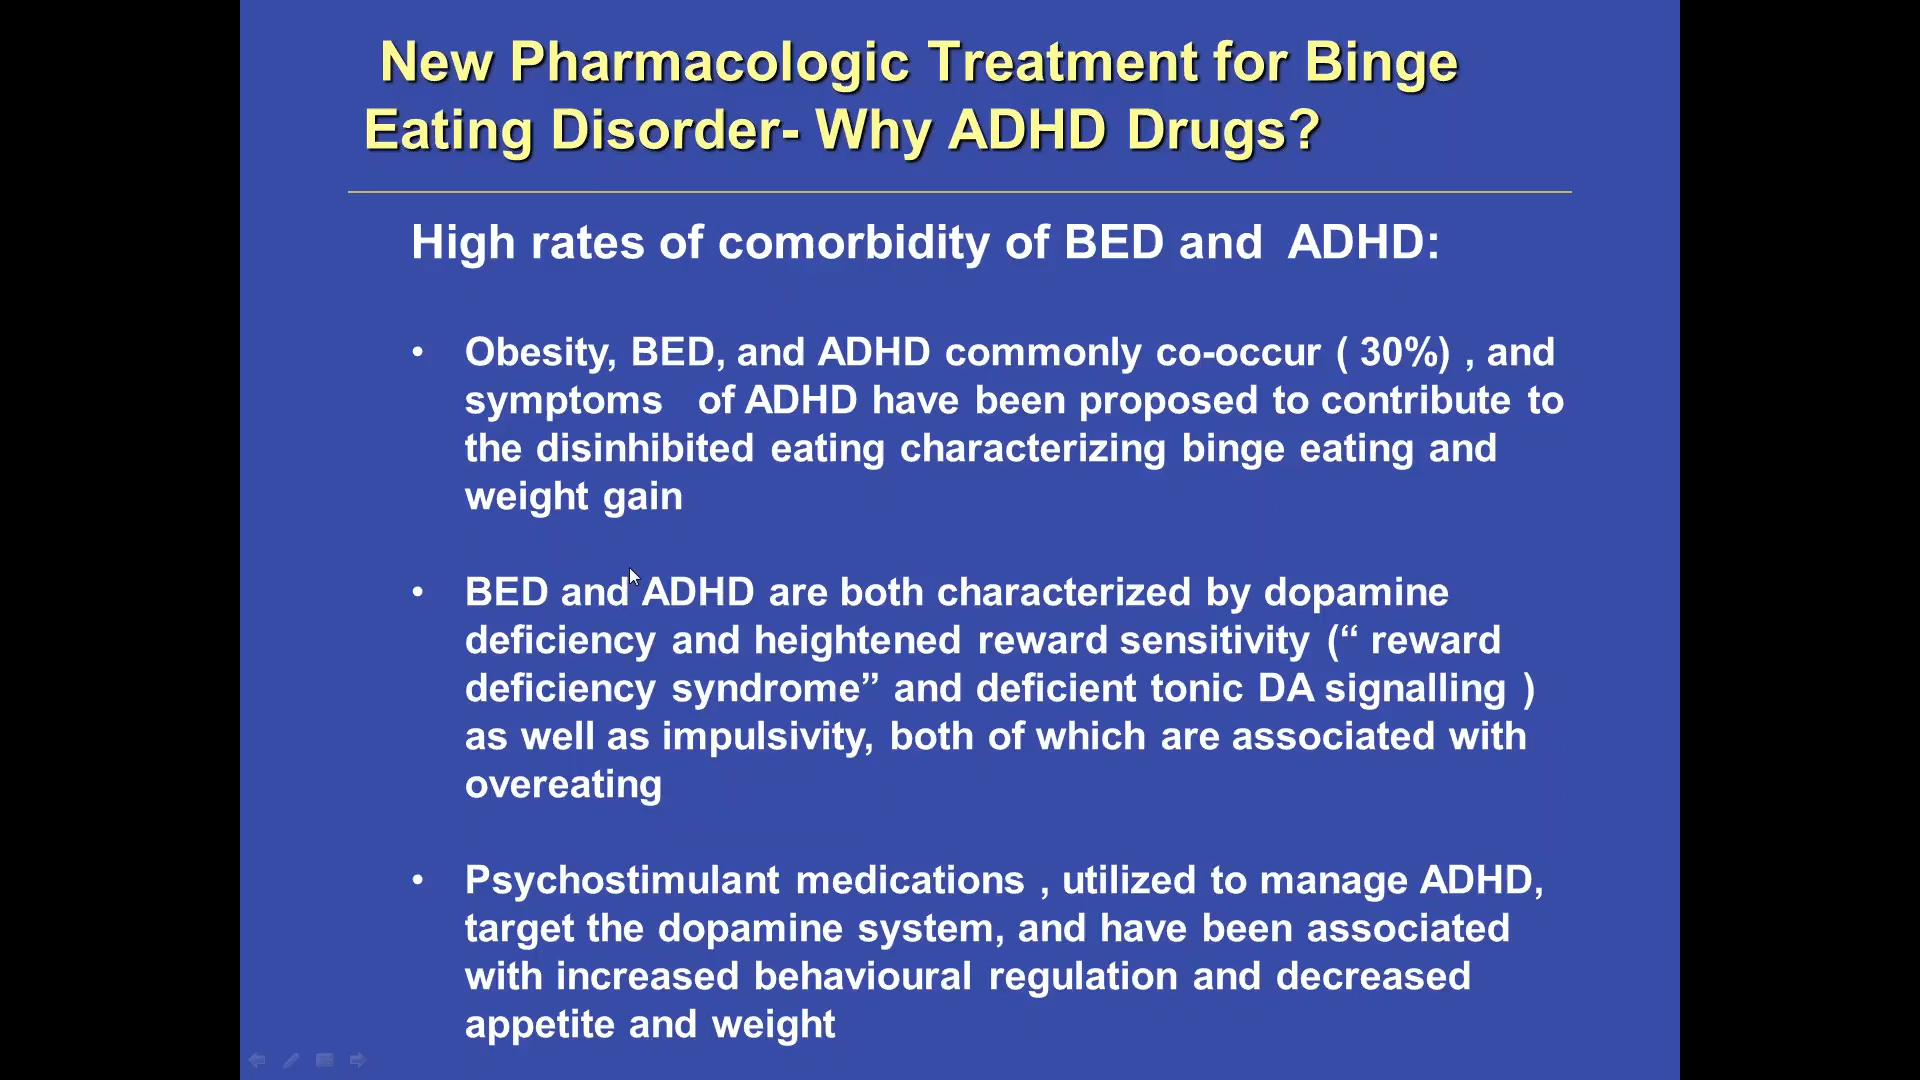 New Pharmacologic Treatment for Binge
Eating Disorder- Why ADHD Drugs?
High rates of comorbidity of BED and ADHD:
• Obesity, BED, and ADHD commonly co-occur ( 30%) , and
symptoms of ADHD have been proposed to contribute to
the disinhibited eating characterizing binge eating and
weight gain
• BED and ADHD are both characterized by dopamine
deficiency and heightened reward sensitivity (“ reward
deficiency syndrome” and deficient tonic DA signalling )
as well as impulsivity, both of which are associated with
overeating
• Psychostimulant medications , utilized to manage ADHD,
target the dopamine system, and have been associated
with increased behavioural regulation and decreased
appetite and weight